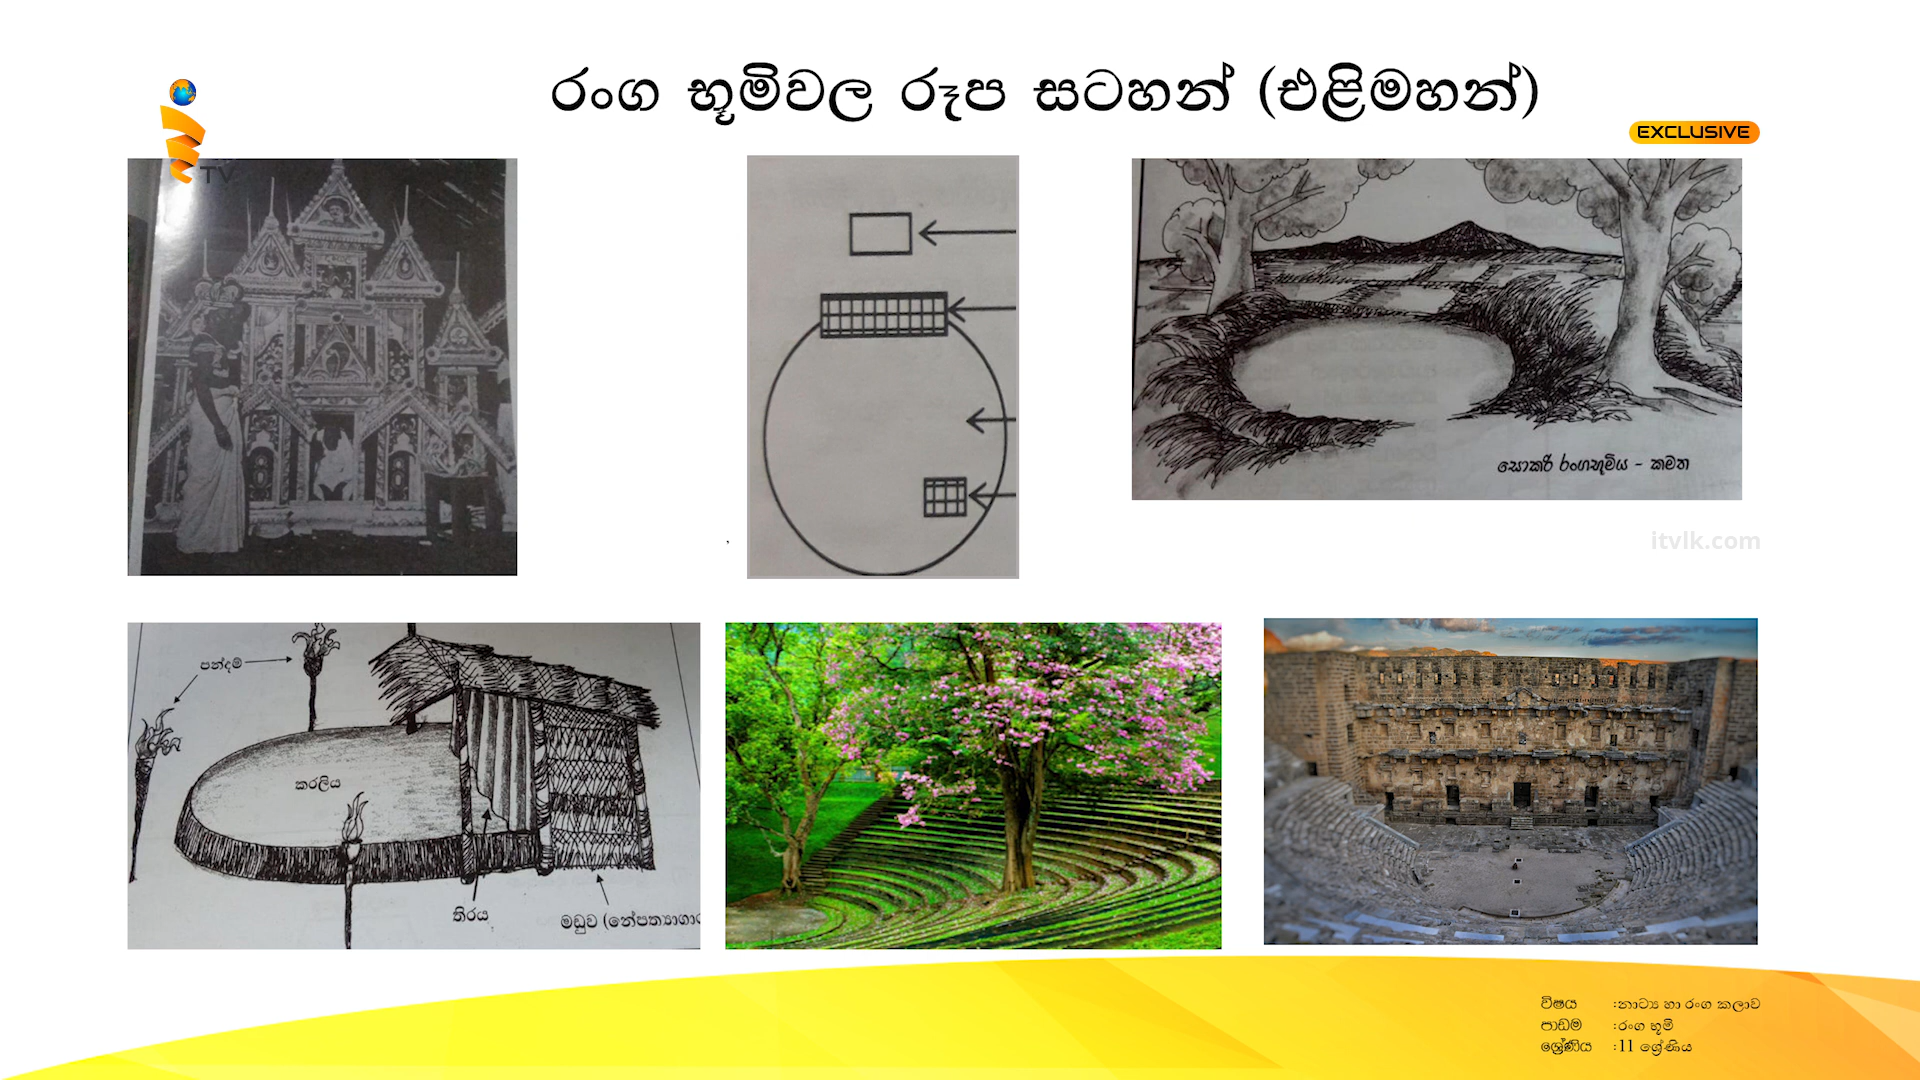 රංග භූමිවල රූප සටහන් (එළිමහන්)
TV
EXCLUSIVE
සොකරි රංගභූමිය - කමත
itvlk.com
පන්දම්
කරලිය
තිරය
මඩුව (නේපත්‍යාගාර
විෂය :නාට්‍ය හා රංග කලාව
පාඩම :රංග භූමි
ශ්‍රේණිය :11 ශ්‍රේණිය